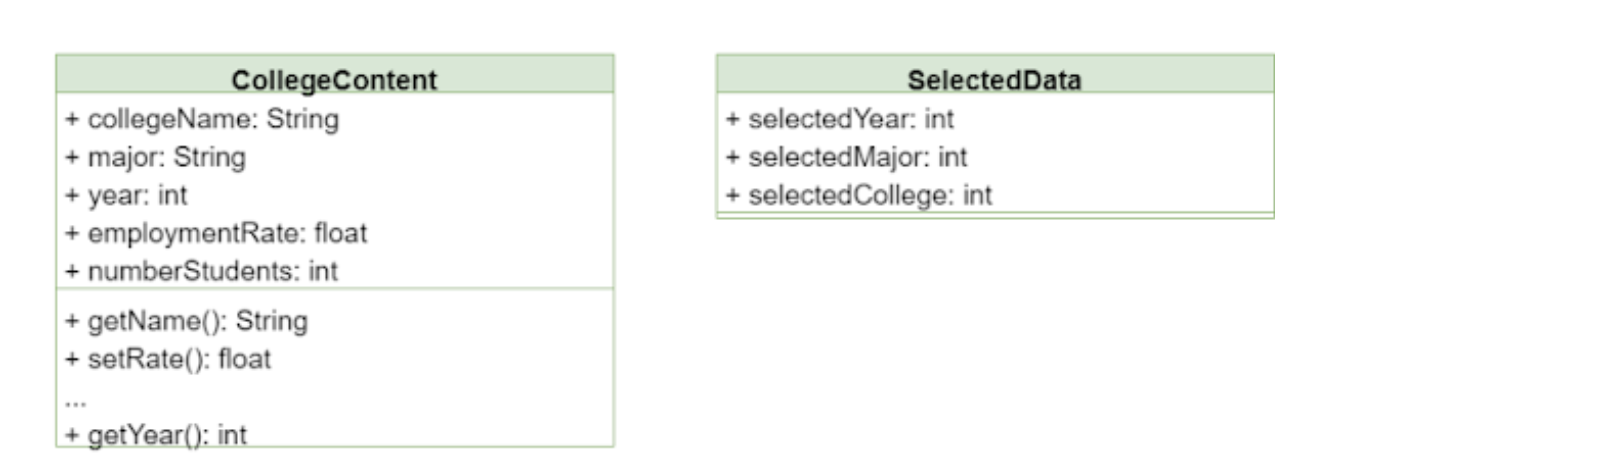 CollegeContent
+ collegeName: String
+ major: String
+ year: int
+ employmentRate: float
+ numberStudents: int
+ getName(): String
+ setRate(): float
...
+ getYear(): int
SelectedData
+ selectedYear: int
+ selectedMajor: int
+ selectedCollege: int